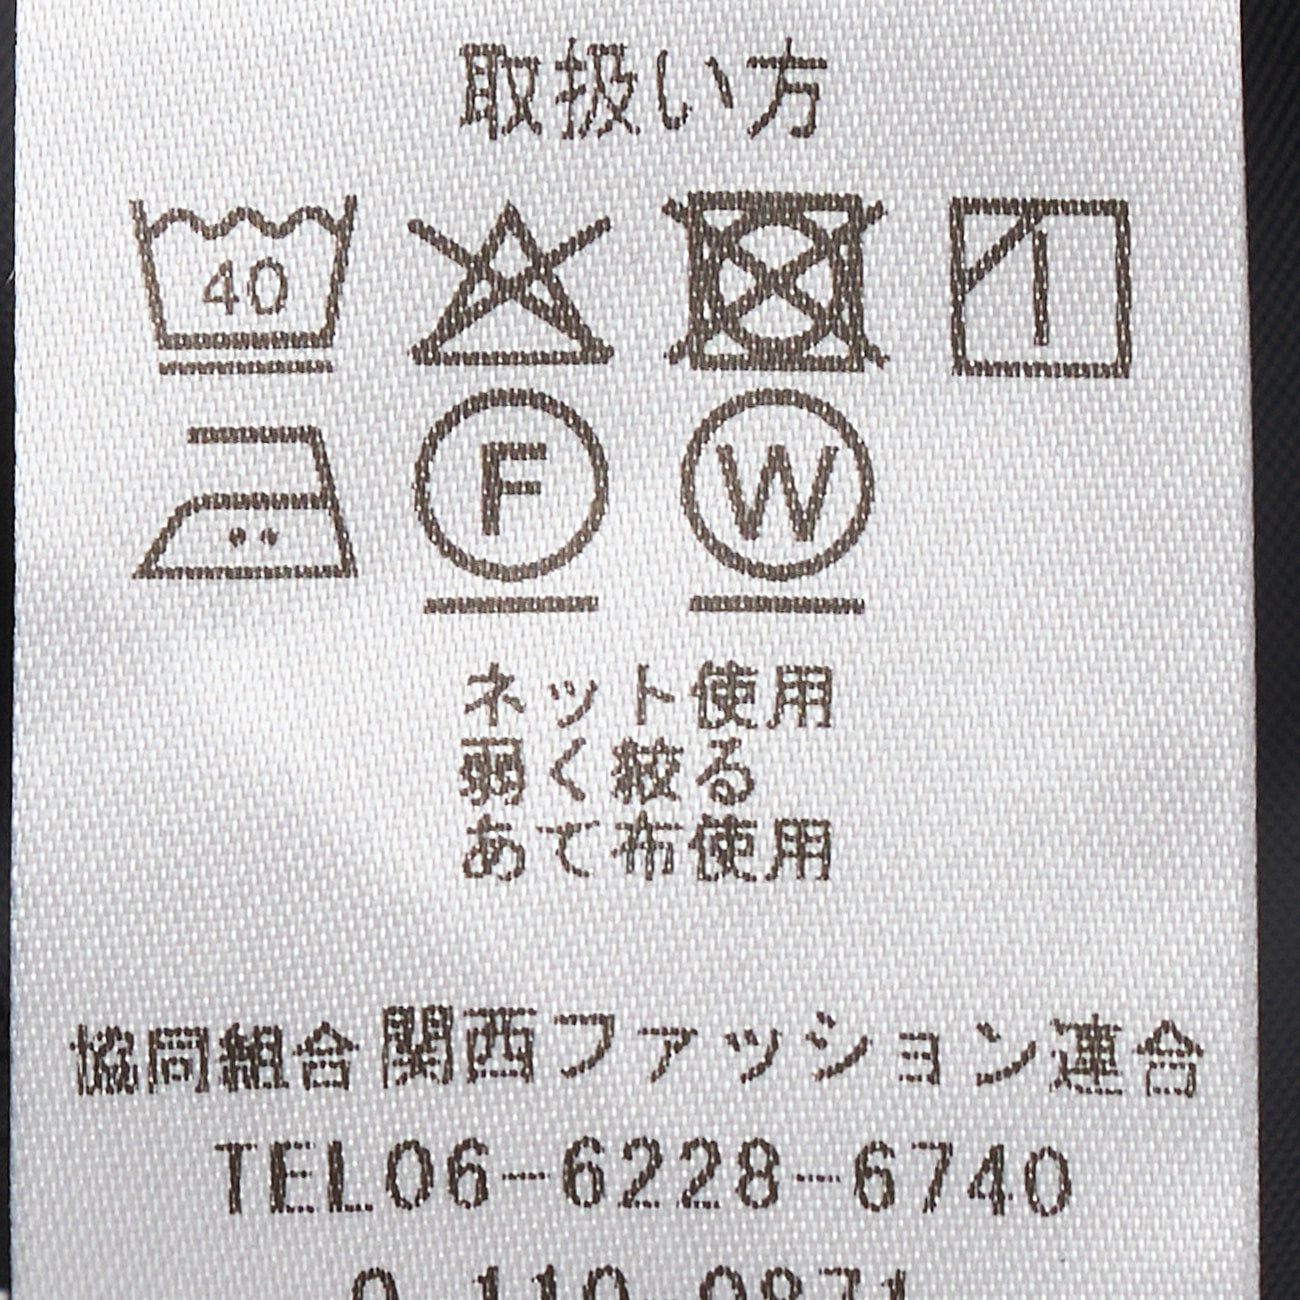 取扱い方
40
F W
ネット使用
弱く絞る
あて布使用
協同組合関西ファッション連合
TEL06-6228-6740